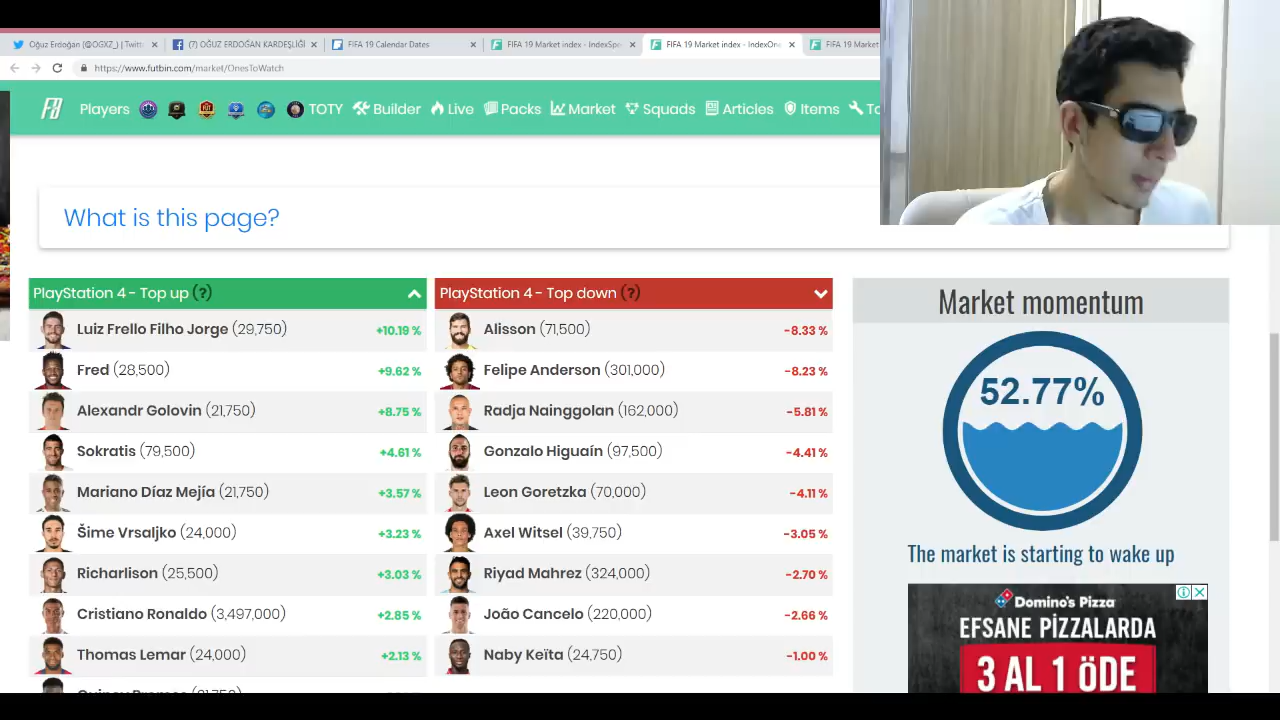 Oğuz Erdoğan (@OGXZ_) | Twitt
(7) OĞUZ ERDOĞAN KARDEŞLİĞİ
FIFA 19 Calendar Dates
FIFA 19 Market index - IndexSpe
FIFA 19 Market index - IndexOne
FIFA 19 Market
https://www.futbin.com/market/OnesToWatch
Players
TOTY
Builder
Live
Packs
Market
Squads
Articles
Items
To
What is this page?
PlayStation 4 - Top up (?)
Luiz Frello Filho Jorge (29,750) +10.19 %
Fred (28,500) +9.62 %
Alexandr Golovin (21,750) +8.75 %
Sokratis (79,500) +4.61 %
Mariano Díaz Mejía (21,750) +3.57 %
Šime Vrsaljko (24,000) +3.23 %
Richarlison (25,500) +3.03 %
Cristiano Ronaldo (3,497,000) +2.85 %
Thomas Lemar (24,000) +2.13 %
PlayStation 4 - Top down (?)
Alisson (71,500) -8.33 %
Felipe Anderson (301,000) -8.23 %
Radja Nainggolan (162,000) -5.81 %
Gonzalo Higuaín (97,500) -4.41 %
Leon Goretzka (70,000) -4.11 %
Axel Witsel (39,750) -3.05 %
Riyad Mahrez (324,000) -2.70 %
João Cancelo (220,000) -2.66 %
Naby Keïta (24,750) -1.00 %
Market momentum
52.77%
The market is starting to wake up
Domino's Pizza
EFSANE PİZZALARDA
3 AL 1 ÖDE